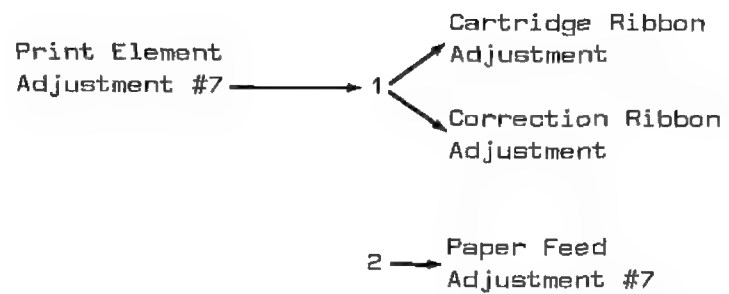 Print Element
Adjustment #7
1
Cartridge Ribbon
Adjustment
Correction Ribbon
Adjustment
2
Paper Feed
Adjustment #7